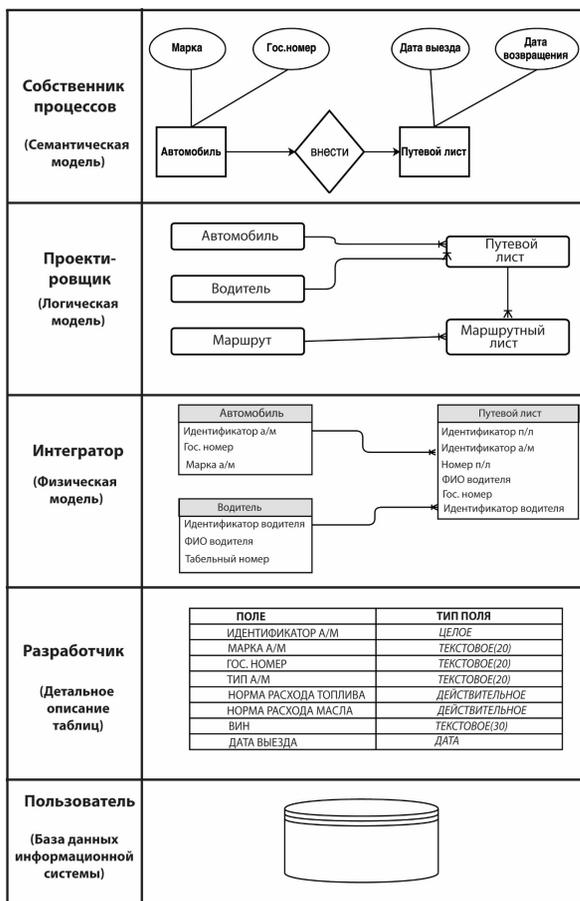 Собственник
процессов
(Семантическая
модель)
Марка
Гос.номер
Дата выезда
Дата
возвращения
Автомобиль
внести
Путевой лист
Проекти-
ровщик
(Логическая
модель)
Автомобиль
Водитель
Маршрут
Путевой
лист
Маршрутный
лист
Интегратор
(Физическая
модель)
Автомобиль
Идентификатор а/м
Гос. номер
Марка а/м
Водитель
Идентификатор водителя
ФИО водителя
Табельный номер
Путевой лист
Идентификатор п/л
Идентификатор а/м
Номер п/л
ФИО водителя
Гос. номер
Идентификатор водителя
Разработчик
(Детальное
описание
таблиц)
ПОЛЕ ТИП ПОЛЯ
ИДЕНТИФИКАТОР А/М ЦЕЛОЕ
МАРКА А/М ТЕКСТОВОЕ(20)
ГОС. НОМЕР ТЕКСТОВОЕ(20)
ТИП А/М ТЕКСТОВОЕ(20)
НОРМА РАСХОДА ТОПЛИВА ДЕЙСТВИТЕЛЬНОЕ
НОРМА РАСХОДА МАСЛА ДЕЙСТВИТЕЛЬНОЕ
ВИН ТЕКСТОВОЕ(30)
ДАТА ВЫЕЗДА ДАТА
Пользователь
(База данных
информационной
системы)